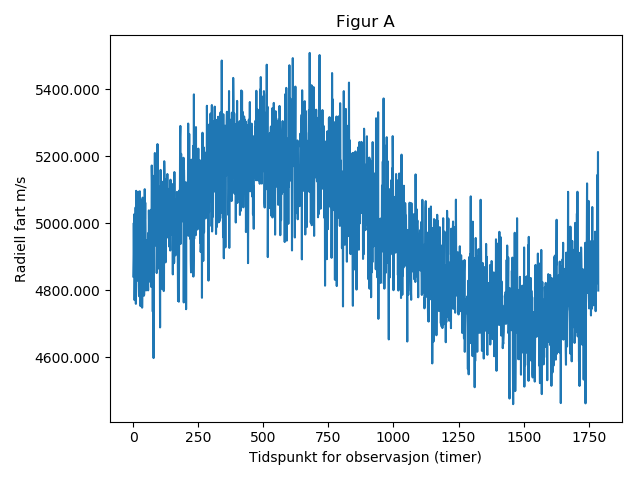 Figur A
5400.000
5200.000
5000.000
4800.000
4600.000
Radiell fart m/s
0 250 500 750 1000 1250 1500 1750
Tidspunkt for observasjon (timer)